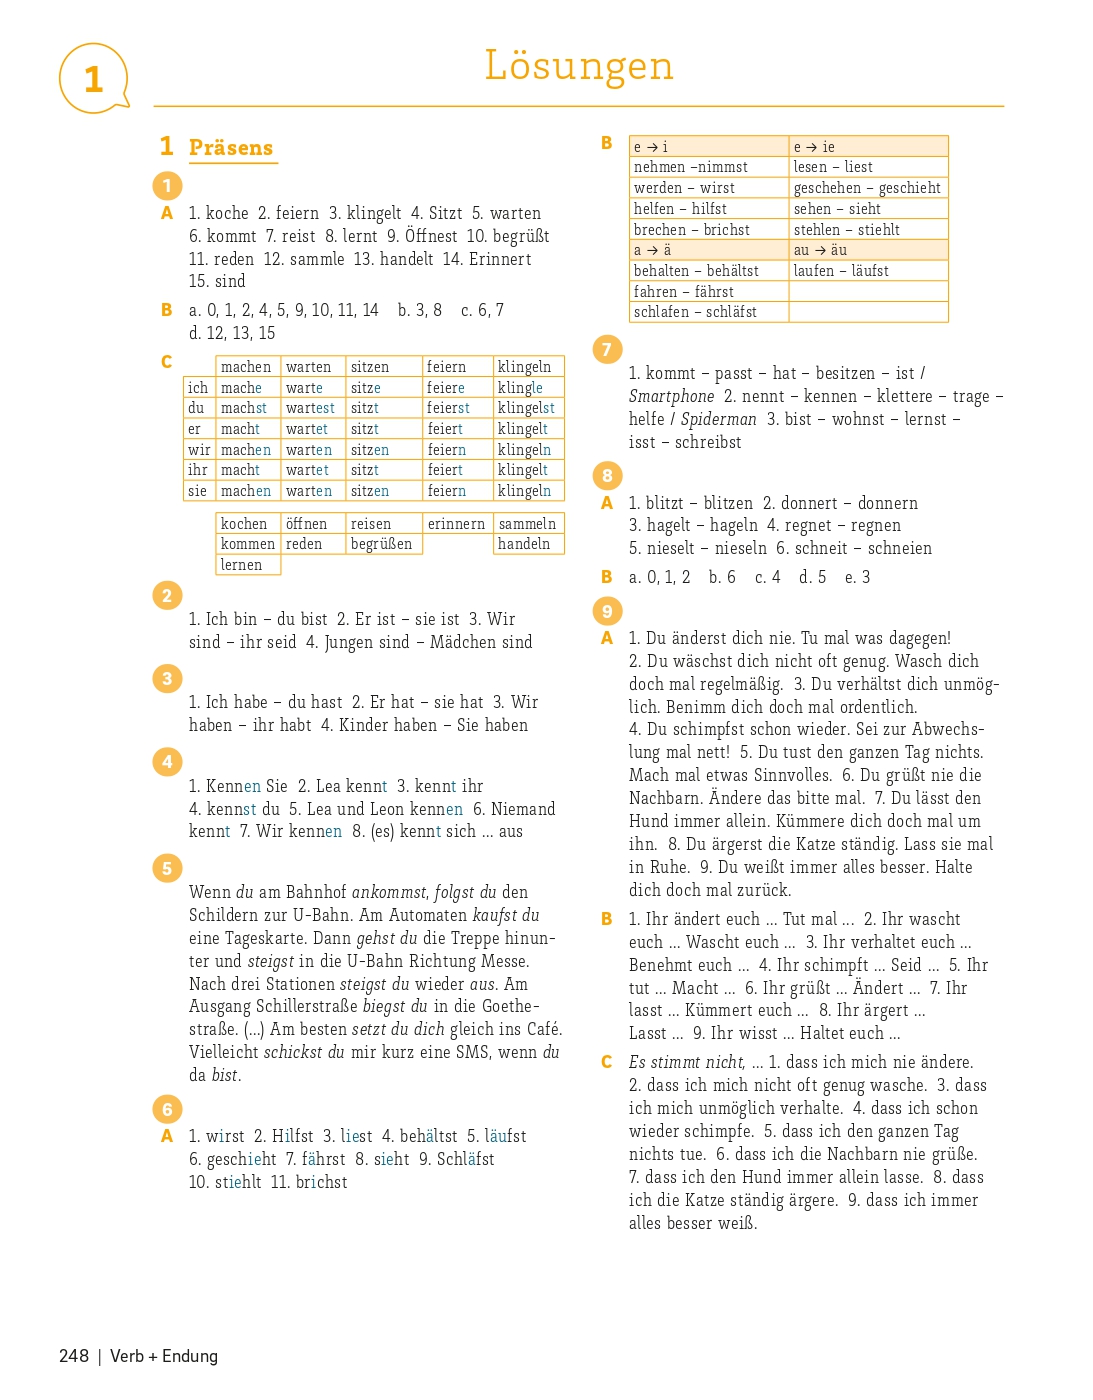 1
Lösungen
1 Präsens
1
A 1. koche 2. feiern 3. klingelt 4. Sitzt 5. warten
6. kommt 7. reist 8. lernt 9. Öffnest 10. begrüßt
11. reden 12. sammle 13. handelt 14. Erinnert
15. sind
B a. 0, 1, 2, 4, 5, 9, 10, 11, 14 b. 3, 8 c. 6, 7
d. 12, 13, 15
C machen warten sitzen feiern klingeln
ich mache warte sitze feiere klingle
du machst wartest sitzt feierst klingelst
er macht wartet sitzt feiert klingelt
wir machen warten sitzen feiern klingeln
ihr macht wartet sitzt feiert klingelt
sie machen warten sitzen feiern klingeln
kochen öffnen reisen erinnern sammeln
kommen reden begrüßen handeln
lernen
2
1. Ich bin – du bist 2. Er ist – sie ist 3. Wir
sind – ihr seid 4. Jungen sind – Mädchen sind
3
1. Ich habe – du hast 2. Er hat – sie hat 3. Wir
haben – ihr habt 4. Kinder haben – Sie haben
4
1. Kennen Sie 2. Lea kennt 3. kennt ihr
4. kennst du 5. Lea und Leon kennen 6. Niemand
kennt 7. Wir kennen 8. (es) kennt sich ... aus
5
Wenn du am Bahnhof ankommst, folgst du den
Schildern zur U-Bahn. Am Automaten kaufst du
eine Tageskarte. Dann gehst du die Treppe hinun-
ter und steigst in die U-Bahn Richtung Messe.
Nach drei Stationen steigst du wieder aus. Am
Ausgang Schillerstraße biegst du in die Goethe-
straße. (...) Am besten setzt du dich gleich ins Café.
Vielleicht schickst du mir kurz eine SMS, wenn du
da bist.
6
A 1. wirst 2. Hilfst 3. liest 4. behältst 5. läufst
6. geschieht 7. fährst 8. sieht 9. Schläfst
10. stiehlt 11. brichst
B e → i e → ie
nehmen –nimmst lesen – liest
werden – wirst geschehen – geschieht
helfen – hilfst sehen – sieht
brechen – brichst stehlen – stiehlt
a → ä au → äu
behalten – behältst laufen – läufst
fahren – fährst
schlafen – schläfst
7
1. kommt – passt – hat – besitzen – ist /
Smartphone 2. nennt – kennen – klettere – trage –
helfe / Spiderman 3. bist – wohnst – lernst –
isst – schreibst
8
A 1. blitzt – blitzen 2. donnert – donnern
3. hagelt – hageln 4. regnet – regnen
5. nieselt – nieseln 6. schneit – schneien
B a. 0, 1, 2 b. 6 c. 4 d. 5 e. 3
9
A 1. Du änderst dich nie. Tu mal was dagegen!
2. Du wäschst dich nicht oft genug. Wasch dich
doch mal regelmäßig. 3. Du verhältst dich unmög-
lich. Benimm dich doch mal ordentlich.
4. Du schimpfst schon wieder. Sei zur Abwechs-
lung mal nett! 5. Du tust den ganzen Tag nichts.
Mach mal etwas Sinnvolles. 6. Du grüßt nie die
Nachbarn. Ändere das bitte mal. 7. Du lässt den
Hund immer allein. Kümmere dich doch mal um
ihn. 8. Du ärgerst die Katze ständig. Lass sie mal
in Ruhe. 9. Du weißt immer alles besser. Halte
dich doch mal zurück.
B 1. Ihr ändert euch ... Tut mal ... 2. Ihr wascht
euch ... Wascht euch ... 3. Ihr verhaltet euch ...
Benehmt euch ... 4. Ihr schimpft ... Seid ... 5. Ihr
tut ... Macht ... 6. Ihr grüßt ... Ändert ... 7. Ihr
lasst ... Kümmert euch ... 8. Ihr ärgert ...
Lasst ... 9. Ihr wisst ... Haltet euch ...
C Es stimmt nicht, ... 1. dass ich mich nie ändere.
2. dass ich mich nicht oft genug wasche. 3. dass
ich mich unmöglich verhalte. 4. dass ich schon
wieder schimpfe. 5. dass ich den ganzen Tag
nichts tue. 6. dass ich die Nachbarn nie grüße.
7. dass ich den Hund immer allein lasse. 8. dass
ich die Katze ständig ärgere. 9. dass ich immer
alles besser weiß.
248 | Verb + Endung